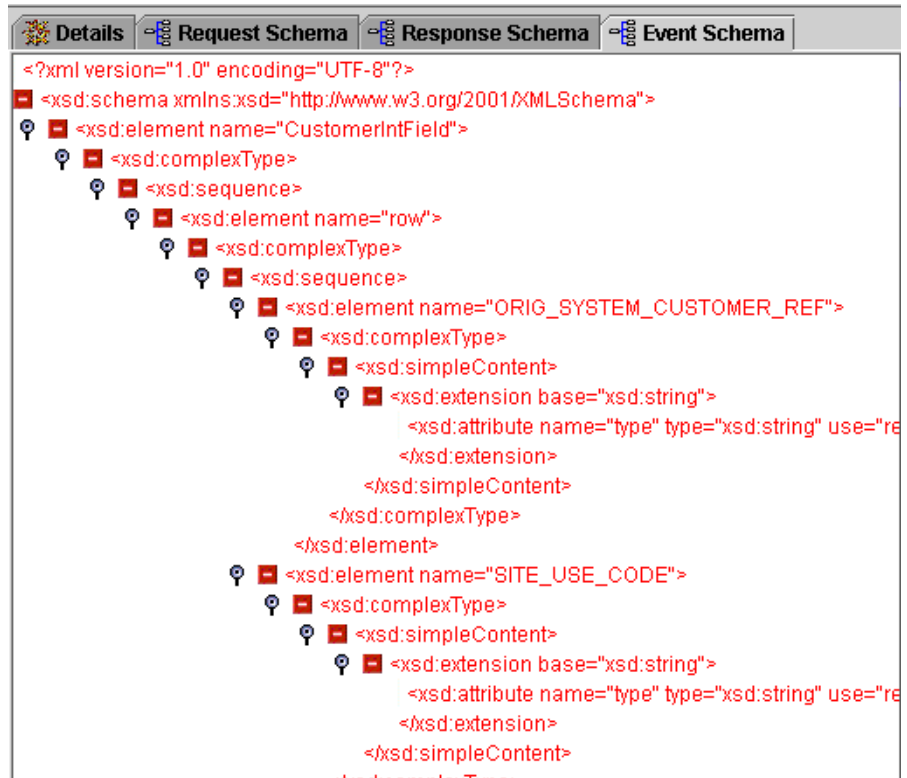 Details Request Schema Response Schema Event Schema
<?xml version="1.0" encoding="UTF-8"?>
<xsd:schema xmlns:xsd="http://www.w3.org/2001/XMLSchema">
<xsd:element name="CustomerIntField">
<xsd:complexType>
<xsd:sequence>
<xsd:element name="row">
<xsd:complexType>
<xsd:sequence>
<xsd:element name="ORIG_SYSTEM_CUSTOMER_REF">
<xsd:complexType>
<xsd:simpleContent>
<xsd:extension base="xsd:string">
<xsd:attribute name="type" type="xsd:string" use="re
</xsd:extension>
</xsd:simpleContent>
</xsd:complexType>
</xsd:element>
<xsd:element name="SITE_USE_CODE">
<xsd:complexType>
<xsd:simpleContent>
<xsd:extension base="xsd:string">
<xsd:attribute name="type" type="xsd:string" use="re
</xsd:extension>
</xsd:simpleContent>